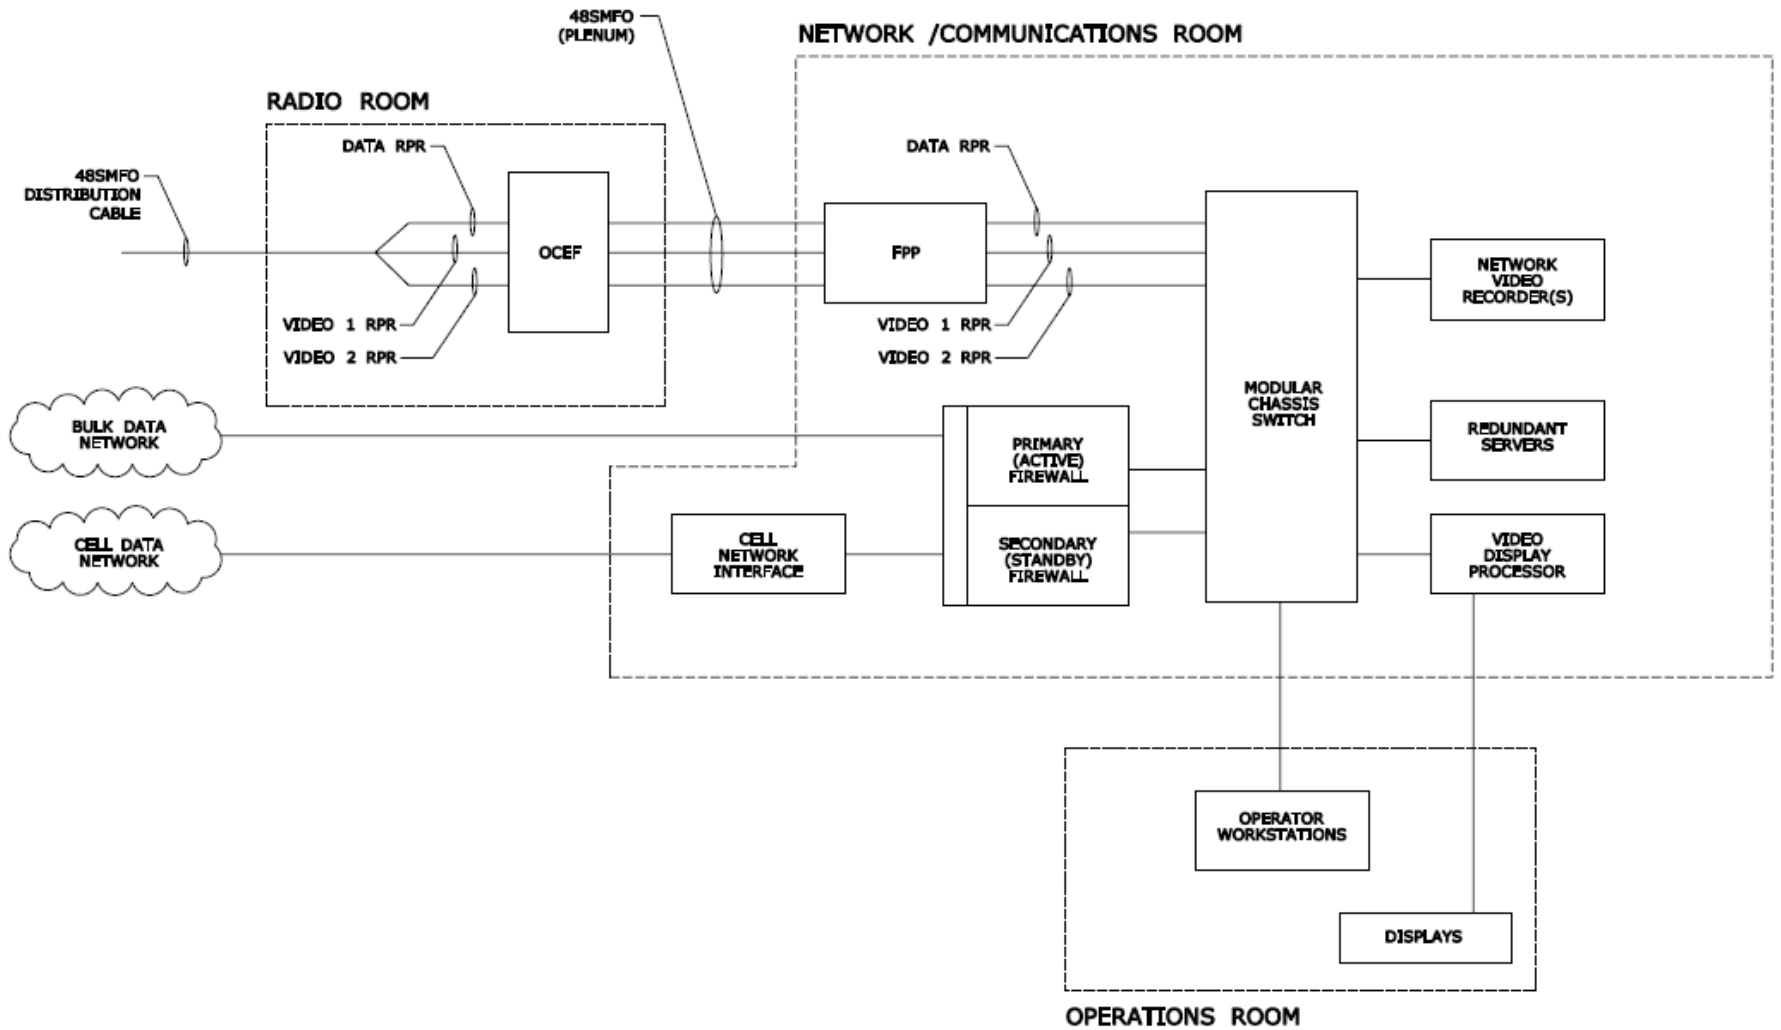 48SMFO
(PLENUM)
NETWORK /COMMUNICATIONS ROOM
RADIO ROOM
DATA RPR
DATA RPR
48SMFO
DISTRIBUTION
CABLE
OCEF
FPP
NETWORK
VIDEO
RECORDER(S)
VIDEO 1 RPR
VIDEO 2 RPR
VIDEO 1 RPR
VIDEO 2 RPR
MODULAR
CHASSIS
SWITCH
BULK DATA
NETWORK
PRIMARY
(ACTIVE)
FIREWALL
REDUNDANT
SERVERS
CELL DATA
NETWORK
CELL
NETWORK
INTERFACE
SECONDARY
(STANDBY)
FIREWALL
VIDEO
DISPLAY
PROCESSOR
OPERATOR
WORKSTATIONS
DISPLAYS
OPERATIONS ROOM